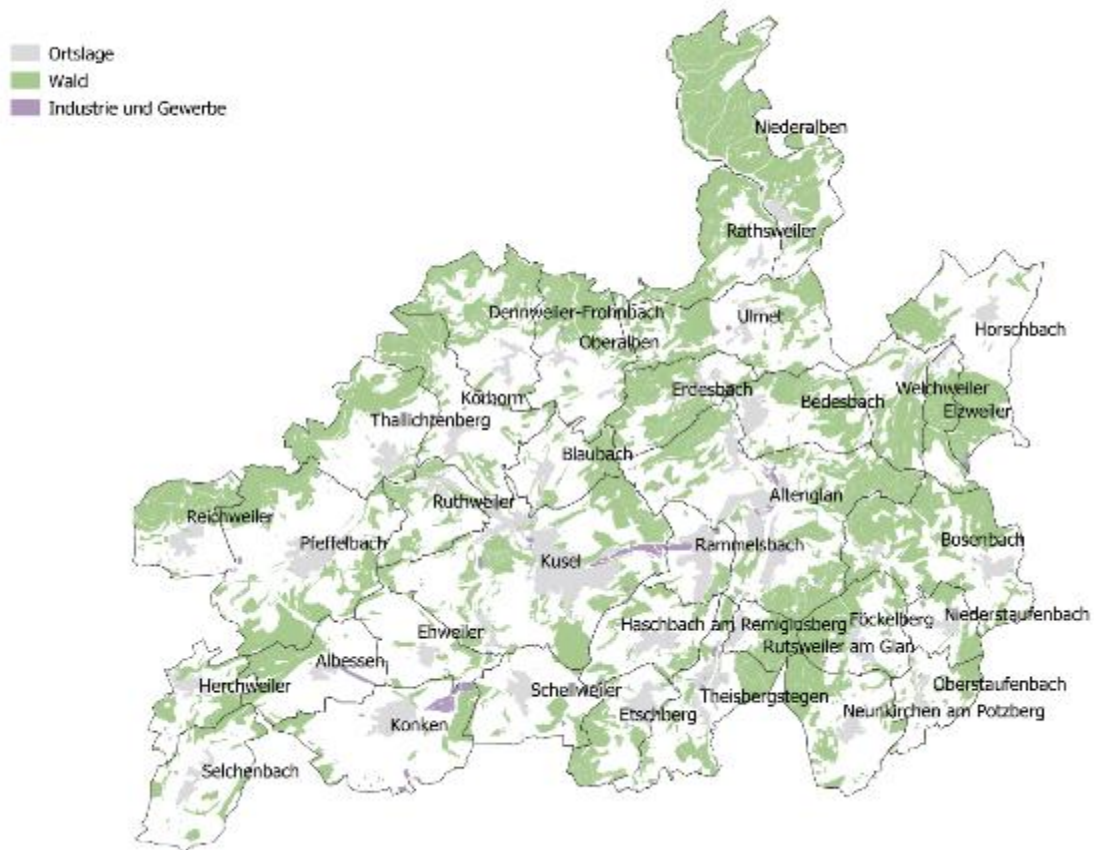 Ortslage
Wald
Industrie und Gewerbe
Niederalben
Rathsweiler
Dennweiler-Frohnbach
Ulmet
Horschbach
Oberalben
Erdesbach
Welchweiler
Körborn
Bedesbach
Elzweiler
Thallichtenberg
Blaubach
Ruthweiler
Altenglan
Reichweiler
Pfeffelbach
Kusel
Rammelsbach
Bosenbach
Ehweiler
Haschbach am Remigiusberg
Föckelberg
Niederstaufenbach
Rutsweiler am Glan
Albessen
Herchweiler
Schellweiler
Theisbergstegen
Oberstaufenbach
Etschberg
Neunkirchen am Potzberg
Konken
Selchenbach